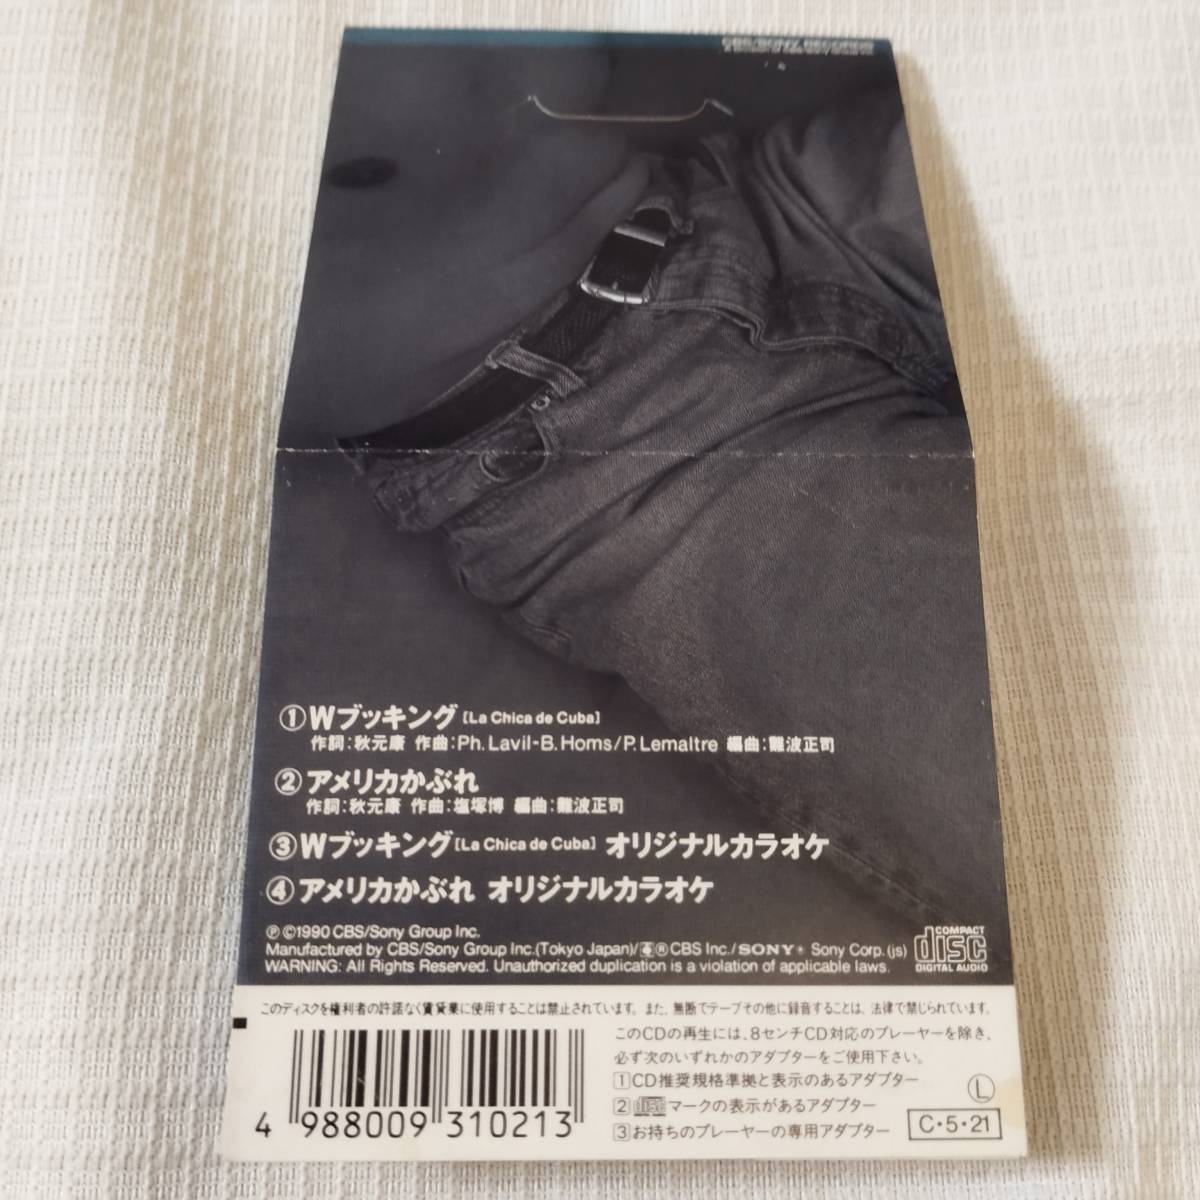 CBS/SONY RECORDS
①Wブッキング [La Chica de Cuba]
作詞:秋元康 作曲:Ph. Lavil-B. Homs/P. Lemaltre 編曲:難波正司
②アメリカかぶれ
作詞:秋元康 作曲:塩塚博 編曲:難波正司
③Wブッキング [La Chica de Cuba] オリジナルカラオケ
④アメリカかぶれ オリジナルカラオケ
Ⓟ©1990 CBS/Sony Group Inc.
Manufactured by CBS/Sony Group Inc.(Tokyo Japan)/®CBS Inc./SONY® Sony Corp.(js)
WARNING: All Rights Reserved. Unauthorized duplication is a violation of applicable laws.
COMPACT
disc
DIGITAL AUDIO
このディスクを権利者の許諾なく賃貸業に使用することは禁止されています。また、無断でテープその他に録音することは、法律で禁じられています。
このCDの再生には、8センチCD対応のプレーヤーを除き、
必ず次のいずれかのアダプターをご使用下さい。
1 CD推奨規格準拠と表示のあるアダプター
2 disc マークの表示があるアダプター
3 お持ちのプレーヤーの専用アダプター
Ⓛ
C・5・21
4 988009 310213